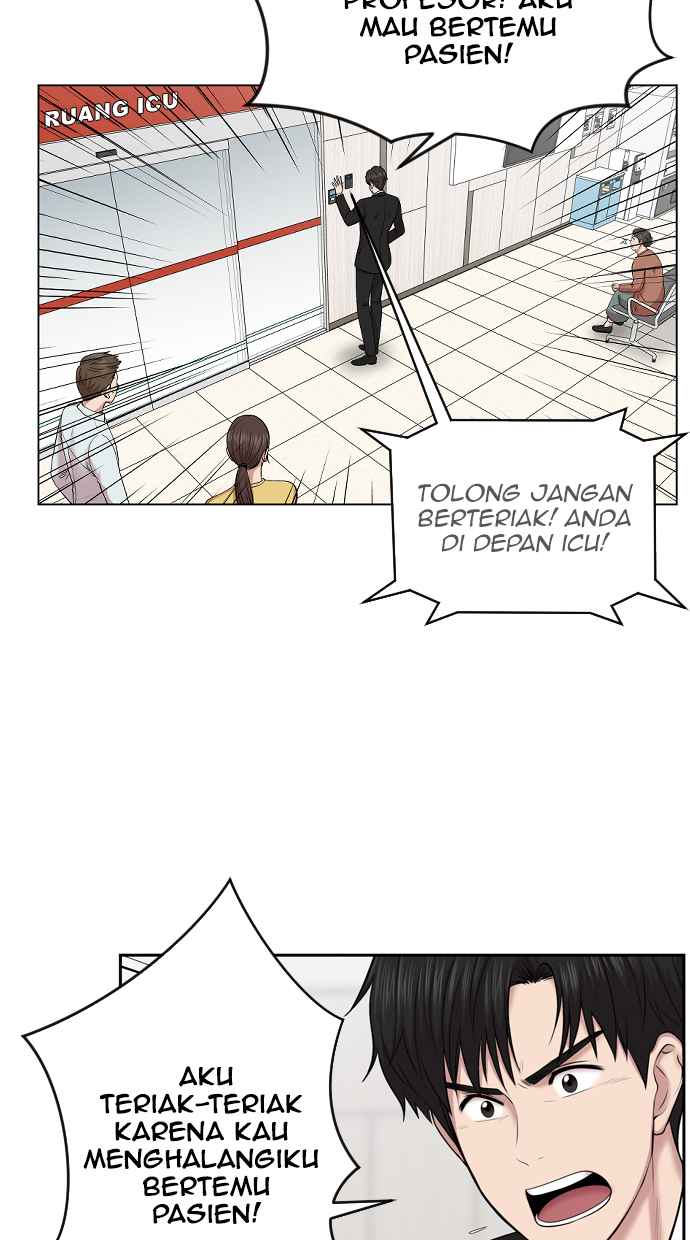 PROFESOR! AKU
MAU BERTEMU
PASIEN!
RUANG ICU
TOLONG JANGAN
BERTERIAK! ANDA
DI DEPAN ICU!
AKU
TERIAK-TERIAK
KARENA KAU
MENGHALANGIKU
BERTEMU
PASIEN!